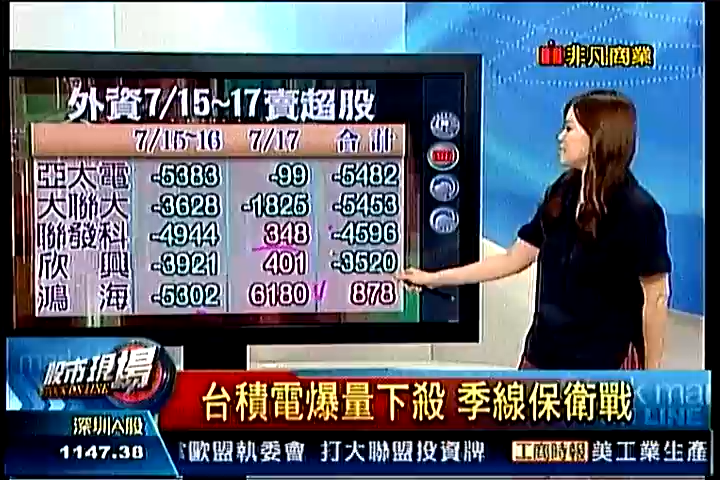 非凡商業
外資7/15~17賣超股
7/15~16 7/17 合計
亞太電 -5383 -99 -5482
大聯大 -3628 -1825 -5453
聯發科 -4944 348 -4596
欣興 -3921 401 -3520
鴻海 -5302 6180 878
股市現場
台積電爆量下殺 季線保衛戰
深圳A股
1147.38
歐盟執委會 打大聯盟投資牌 工商時報 美工業生產